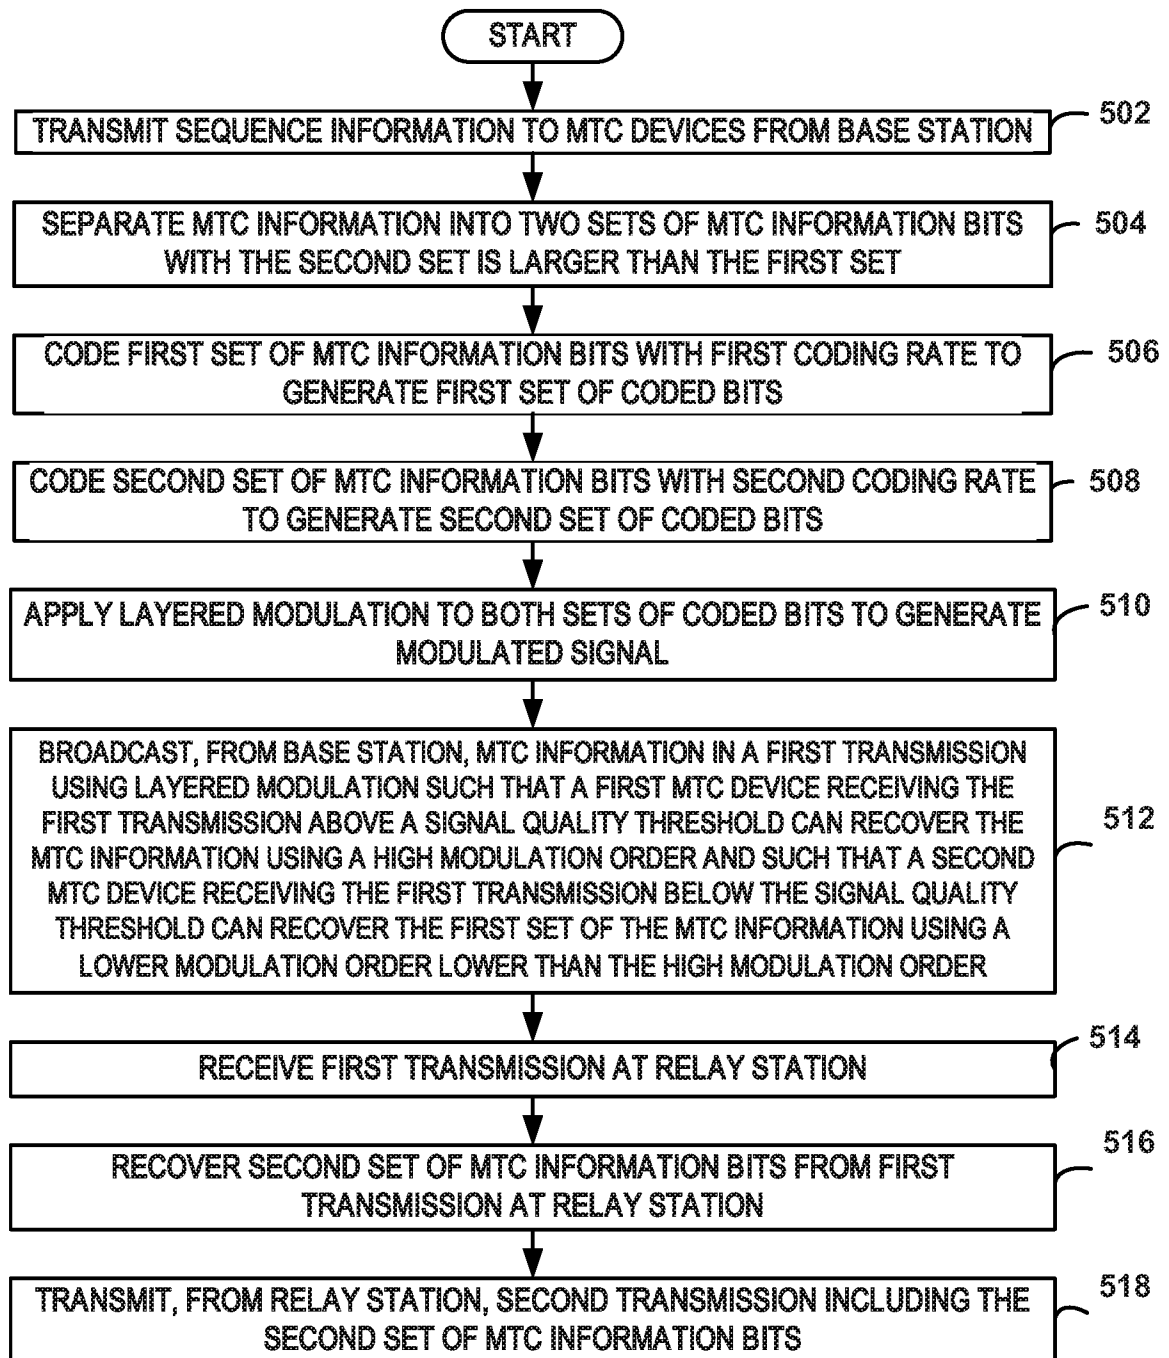 START
TRANSMIT SEQUENCE INFORMATION TO MTC DEVICES FROM BASE STATION
502
SEPARATE MTC INFORMATION INTO TWO SETS OF MTC INFORMATION BITS
WITH THE SECOND SET IS LARGER THAN THE FIRST SET
504
CODE FIRST SET OF MTC INFORMATION BITS WITH FIRST CODING RATE TO
GENERATE FIRST SET OF CODED BITS
506
CODE SECOND SET OF MTC INFORMATION BITS WITH SECOND CODING RATE
TO GENERATE SECOND SET OF CODED BITS
508
APPLY LAYERED MODULATION TO BOTH SETS OF CODED BITS TO GENERATE
MODULATED SIGNAL
510
BROADCAST, FROM BASE STATION, MTC INFORMATION IN A FIRST TRANSMISSION
USING LAYERED MODULATION SUCH THAT A FIRST MTC DEVICE RECEIVING THE
FIRST TRANSMISSION ABOVE A SIGNAL QUALITY THRESHOLD CAN RECOVER THE
MTC INFORMATION USING A HIGH MODULATION ORDER AND SUCH THAT A SECOND
MTC DEVICE RECEIVING THE FIRST TRANSMISSION BELOW THE SIGNAL QUALITY
THRESHOLD CAN RECOVER THE FIRST SET OF THE MTC INFORMATION USING A
LOWER MODULATION ORDER LOWER THAN THE HIGH MODULATION ORDER
512
RECEIVE FIRST TRANSMISSION AT RELAY STATION
514
RECOVER SECOND SET OF MTC INFORMATION BITS FROM FIRST
TRANSMISSION AT RELAY STATION
516
TRANSMIT, FROM RELAY STATION, SECOND TRANSMISSION INCLUDING THE
SECOND SET OF MTC INFORMATION BITS
518